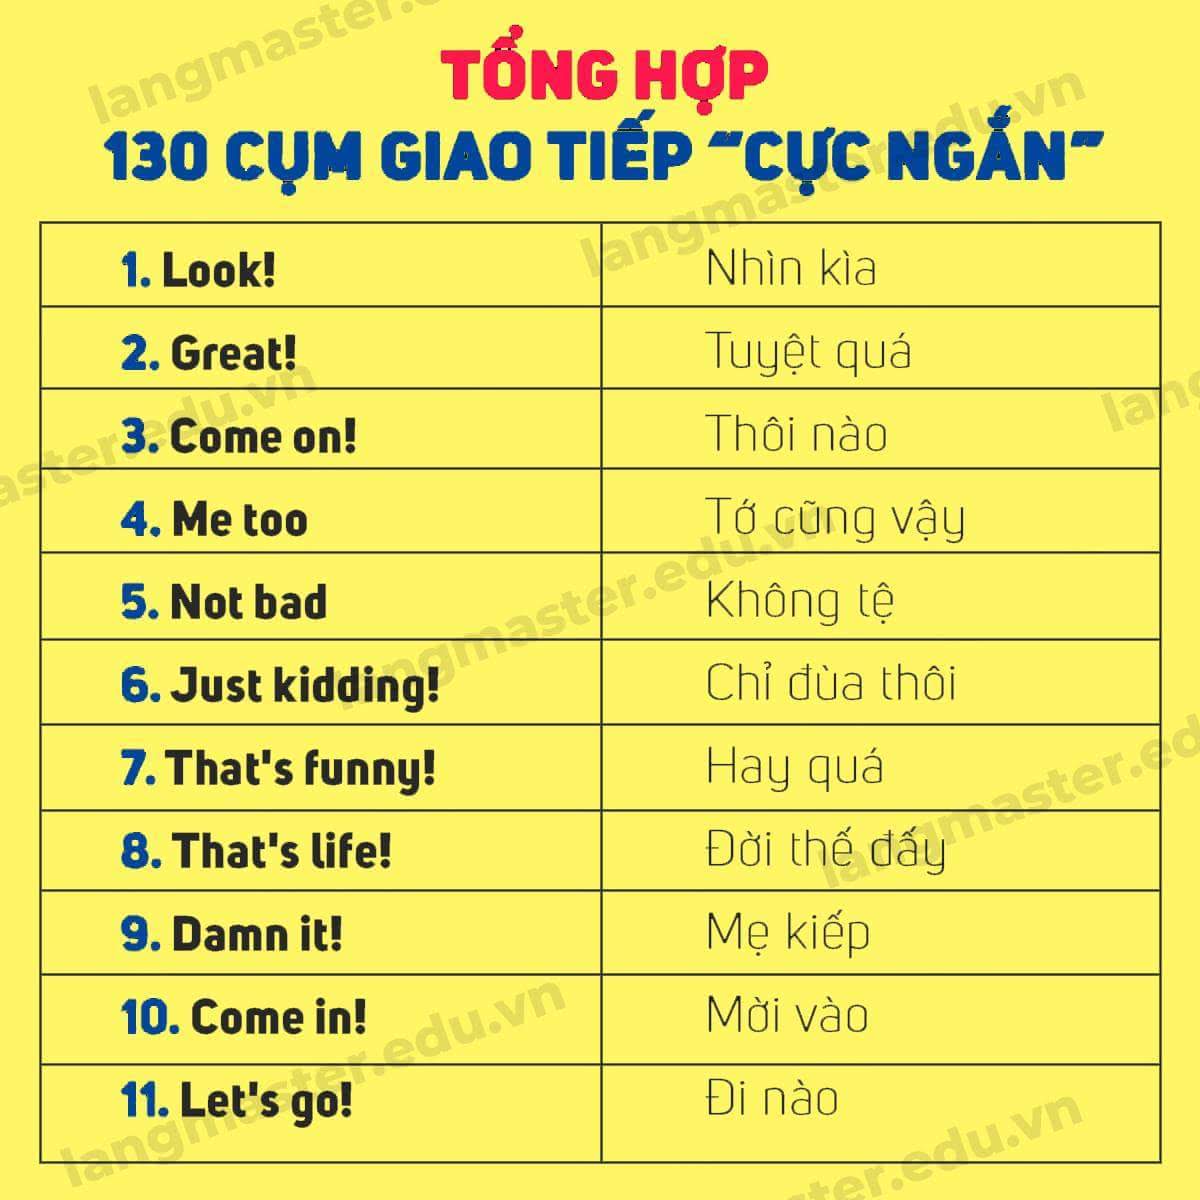 TỔNG HỢP
130 CỤM GIAO TIẾP “CỰC NGẮN”
1. Look! Nhìn kìa
2. Great! Tuyệt quá
3. Come on! Thôi nào
4. Me too Tớ cũng vậy
5. Not bad Không tệ
6. Just kidding! Chỉ đùa thôi
7. That's funny! Hay quá
8. That's life! Đời thế đấy
9. Damn it! Mẹ kiếp
10. Come in! Mời vào
11. Let's go! Đi nào
langmaster.edu.vn